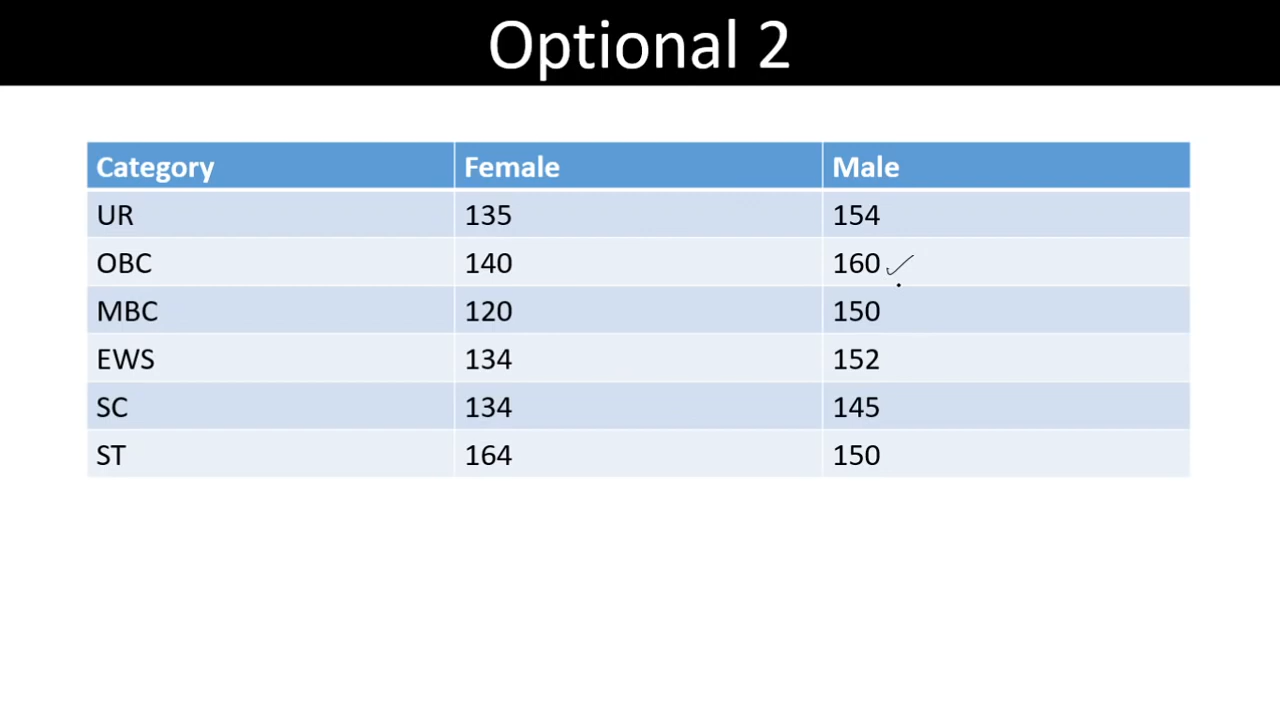 Optional 2
Category Female Male
UR 135 154
OBC 140 160
MBC 120 150
EWS 134 152
SC 134 145
ST 164 150